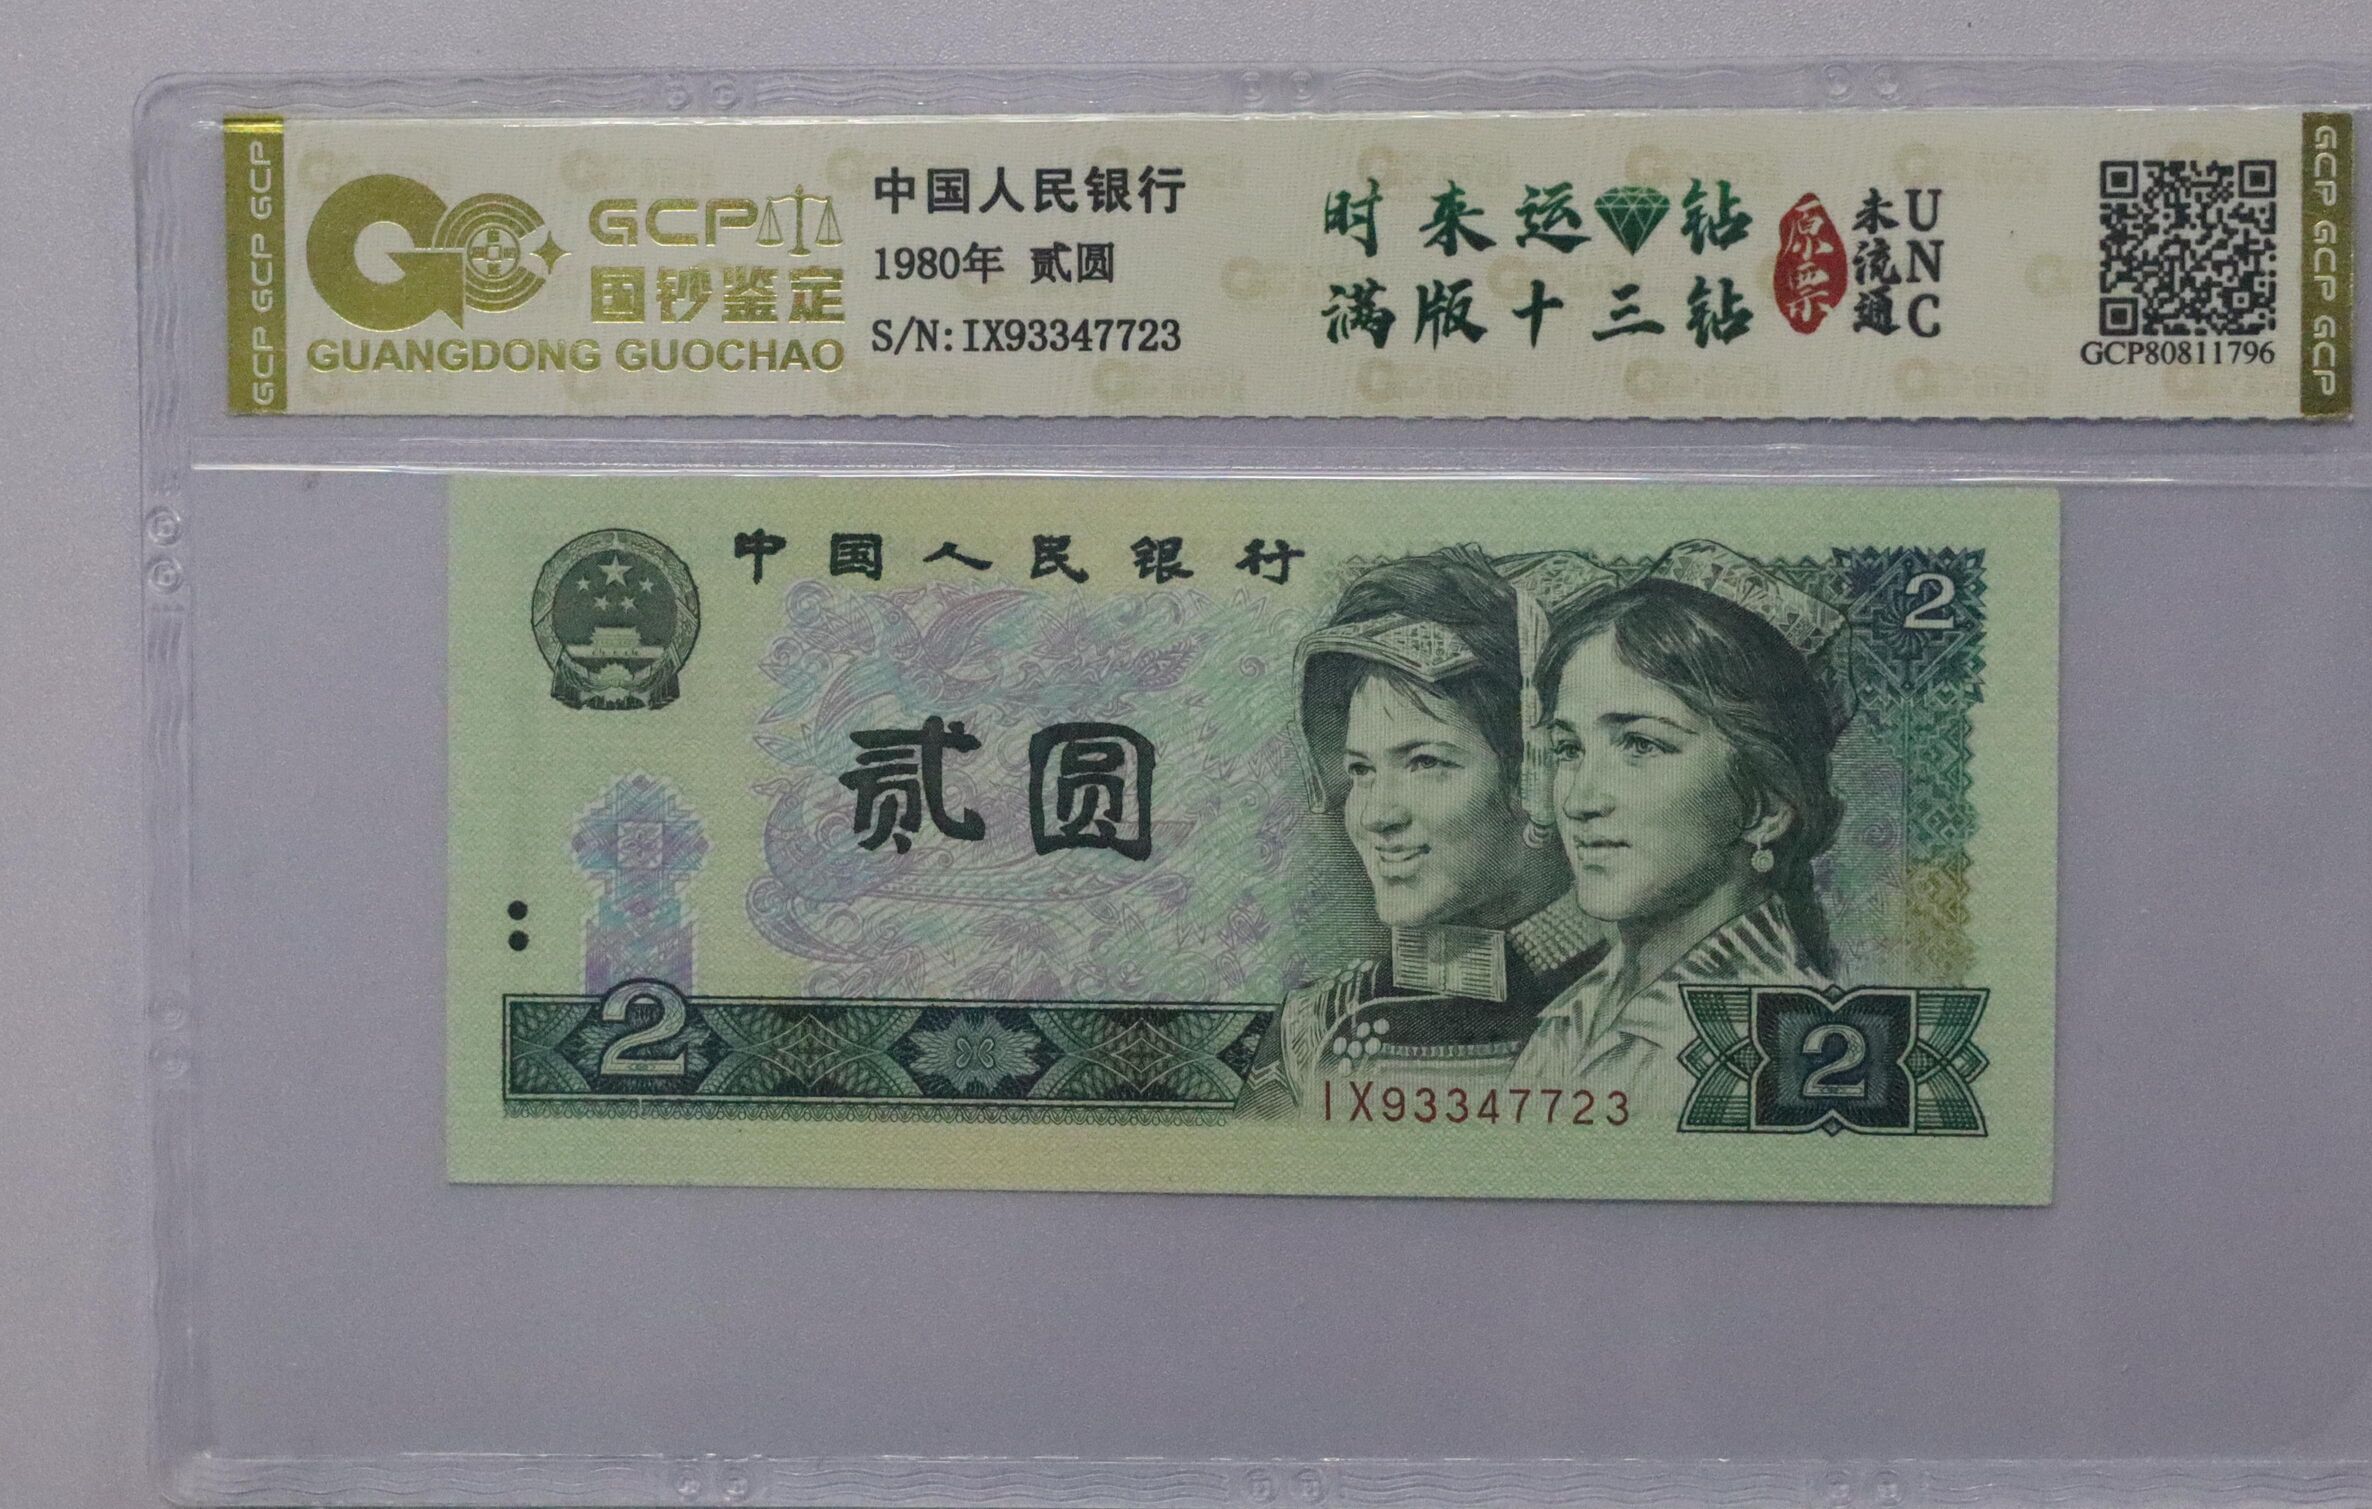 GCP GCP GCP
GCP
国钞鉴定
GUANGDONG GUOCHAO
中国人民银行
1980年 贰圆
S/N:IX93347723
时来运钻
满版十三钻
原票
未流通
UNC
GCP80811796
GCP GCP GCP
中国人民银行
2
贰圆
2
IX93347723
2